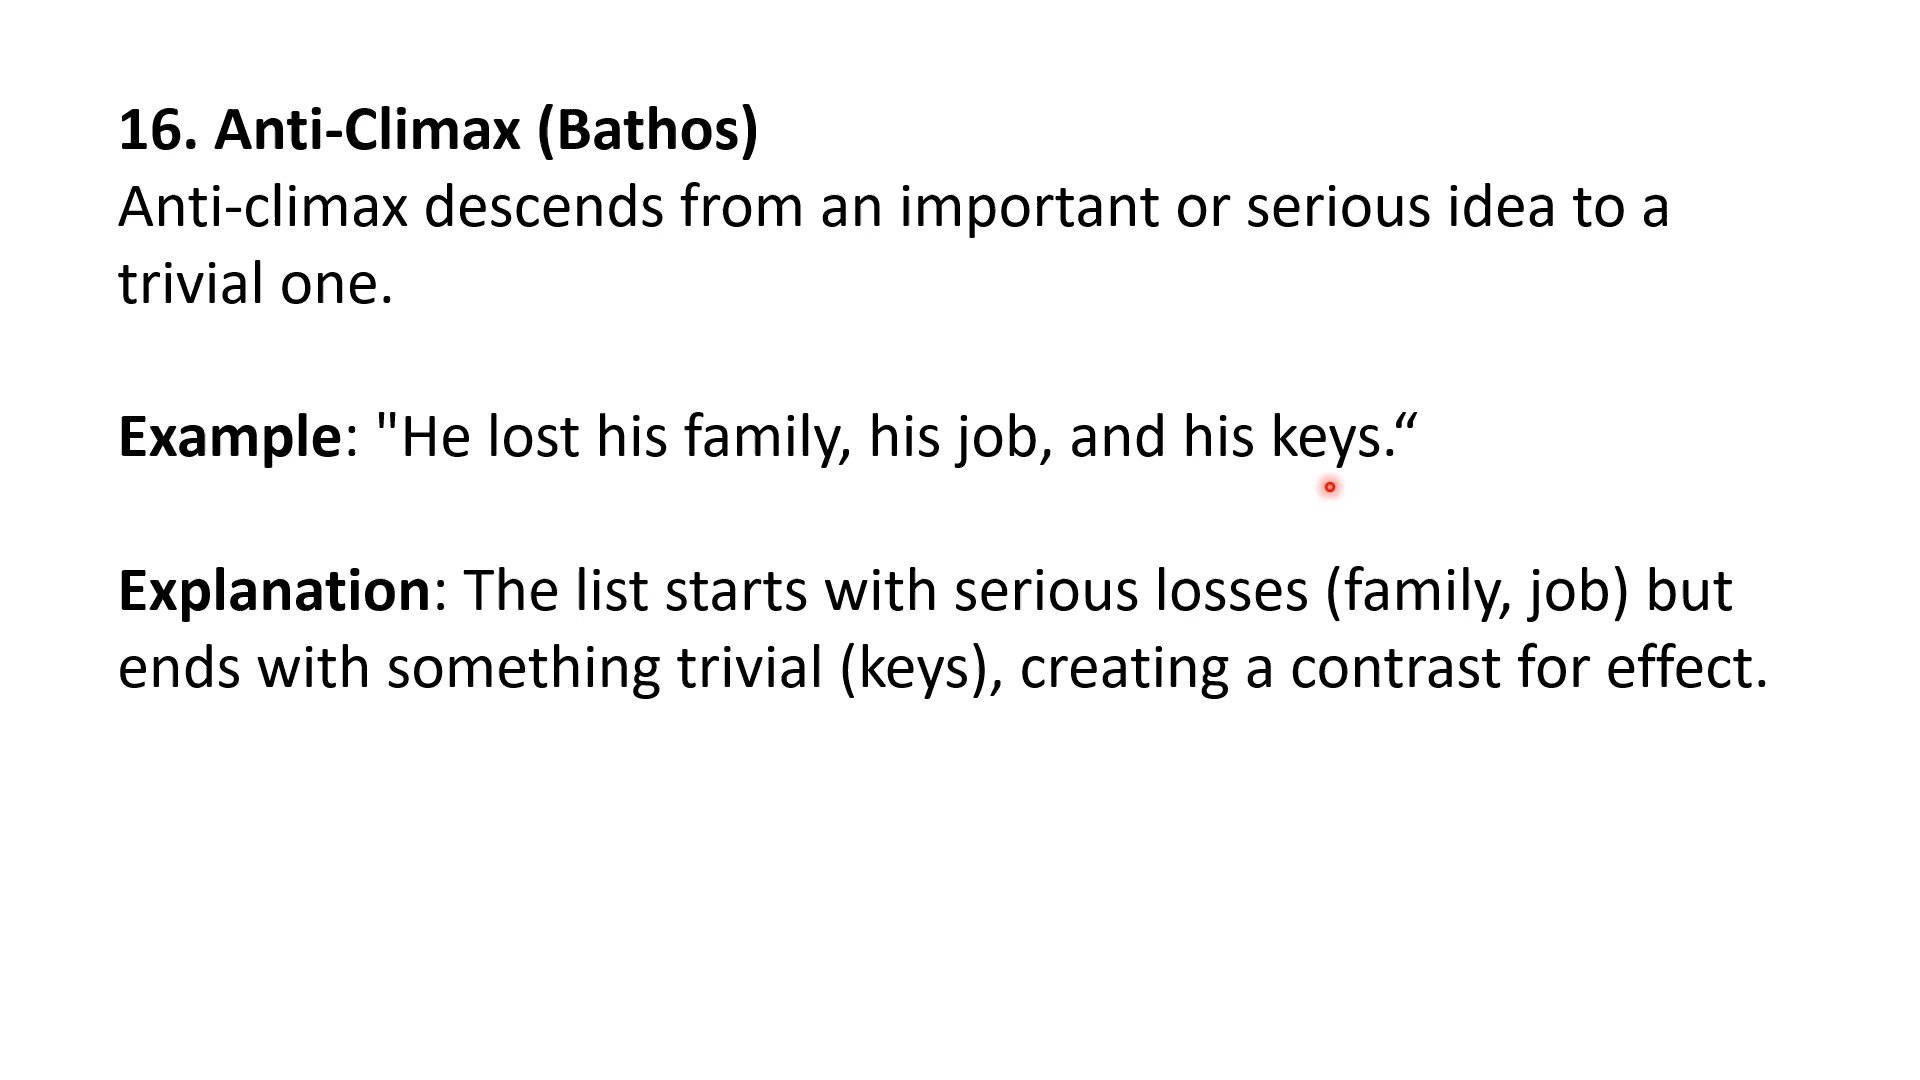 16. Anti-Climax (Bathos)
Anti-climax descends from an important or serious idea to a
trivial one.
Example: "He lost his family, his job, and his keys.“
Explanation: The list starts with serious losses (family, job) but
ends with something trivial (keys), creating a contrast for effect.